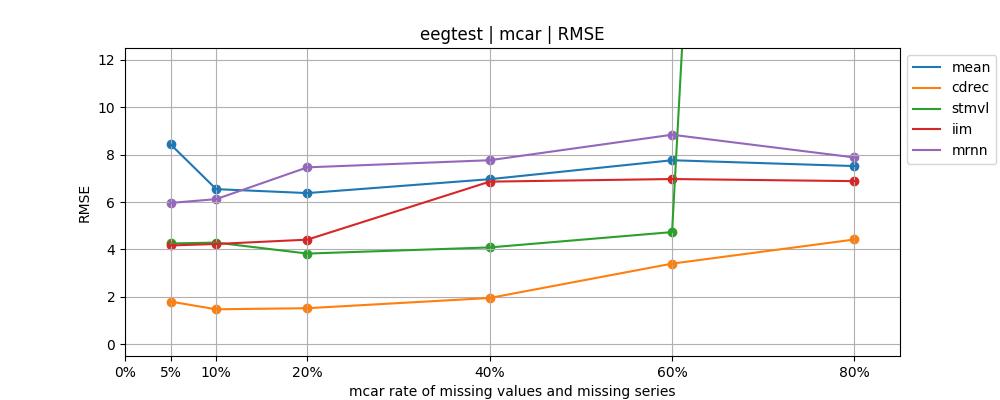 eegtest | mcar | RMSE
RMSE
12
10
8
6
4
2
0
0% 5% 10% 20% 40% 60% 80%
mcar rate of missing values and missing series
mean
cdrec
stmvl
iim
mrnn